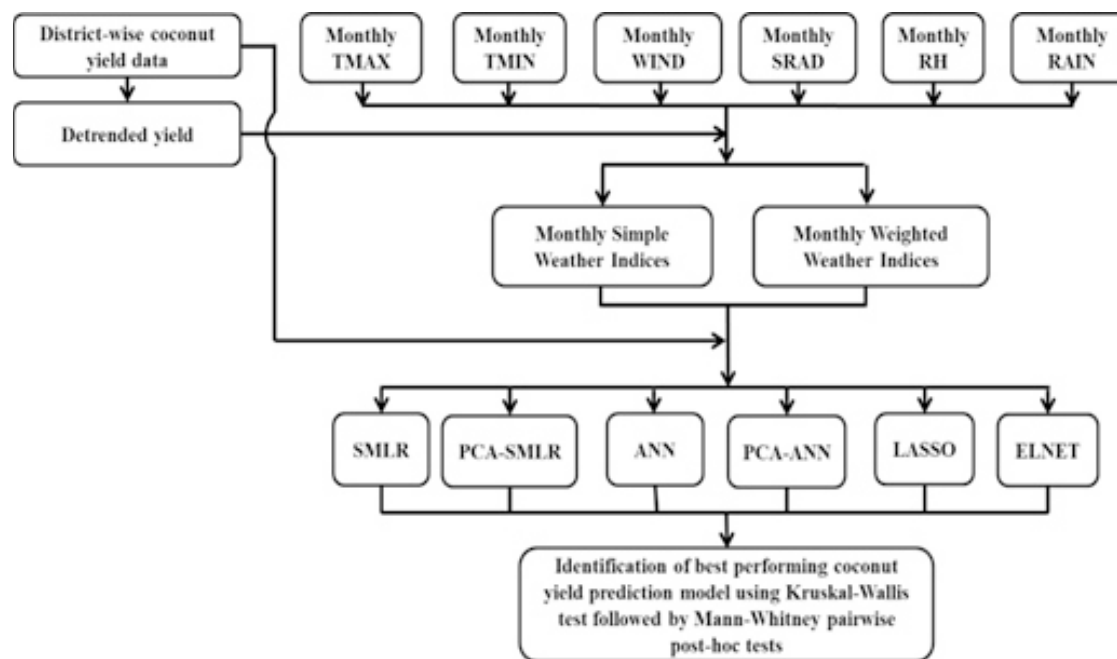 District-wise coconut
yield data
Detrended yield
Monthly
TMAX
Monthly
TMIN
Monthly
WIND
Monthly
SRAD
Monthly
RH
Monthly
RAIN
Monthly Simple
Weather Indices
Monthly Weighted
Weather Indices
SMLR
PCA-SMLR
ANN
PCA-ANN
LASSO
ELNET
Identification of best performing coconut
yield prediction model using Kruskal-Wallis
test followed by Mann-Whitney pairwise
post-hoc tests